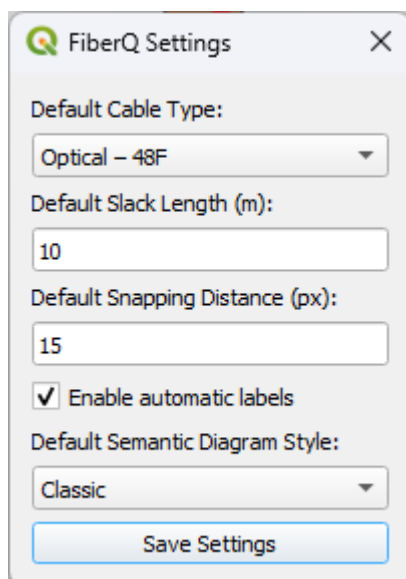 FiberQ Settings
Default Cable Type:
Optical – 48F
Default Slack Length (m):
10
Default Snapping Distance (px):
15
Enable automatic labels
Default Semantic Diagram Style:
Classic
Save Settings